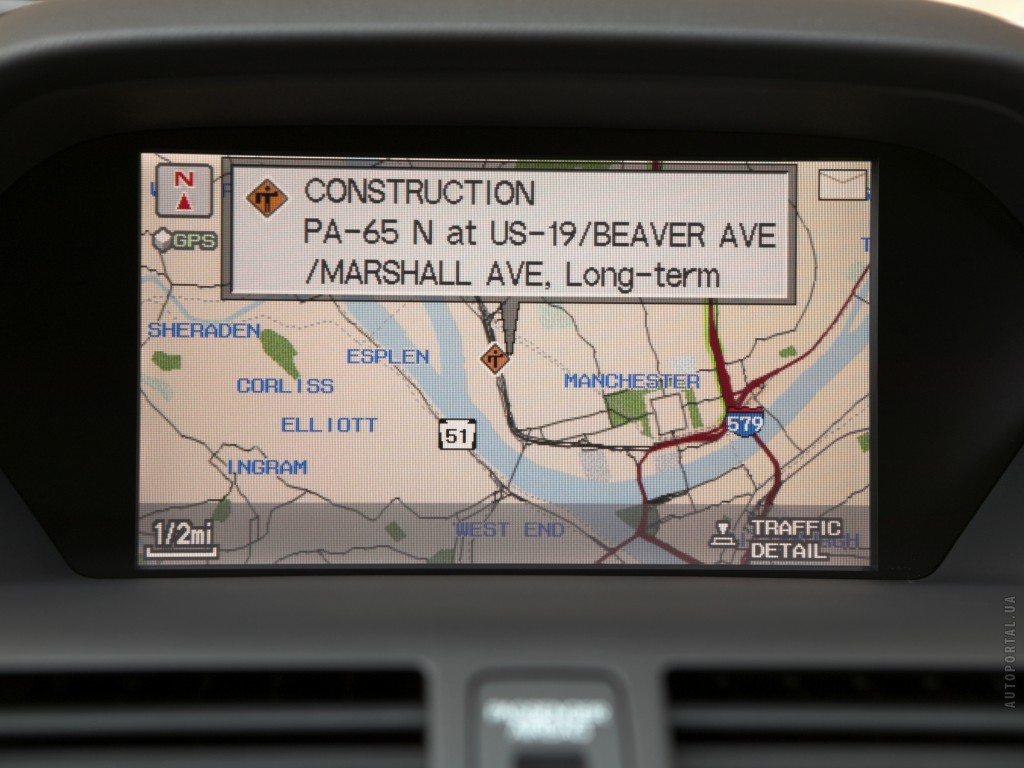 N
CONSTRUCTION
PA-65 N at US-19/BEAVER AVE
/MARSHALL AVE, Long-term
GPS
SHERADEN
ESPLEN
CORLISS
MANCHESTER
ELLIOTT
51
579
INGRAM
WEST END
1/2mi
TRAFFIC
DETAIL
AUTOPORTAL.UA